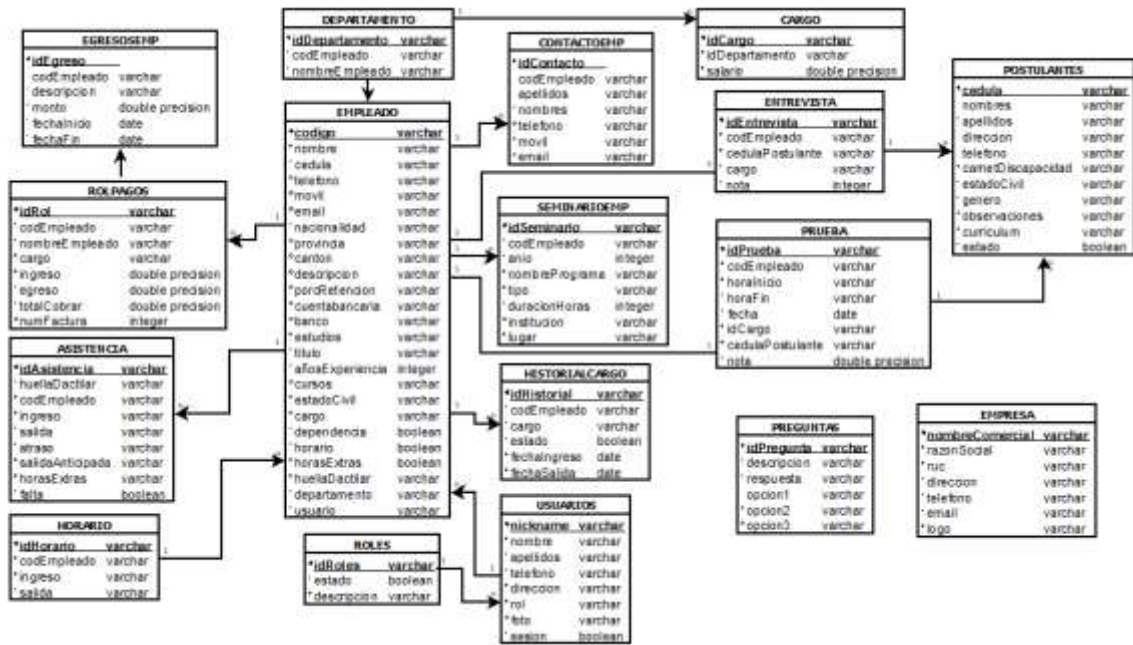 EGRESOSEMP
*idEgreso
codEmpleado varchar
descripcion varchar
monto double precision
fechaInicio date
fechaFin date
ROLPAGOS
*idRol varchar
codEmpleado varchar
nombreEmpleado varchar
cargo varchar
ingreso double precision
egreso double precision
totalCobrar double precision
numFactura integer
ASISTENCIA
*idAsistencia varchar
huellaDactilar varchar
codEmpleado varchar
ingreso varchar
salida varchar
atraso varchar
salidaAnticipada varchar
horasExtras varchar
falta boolean
HORARIO
*idHorario varchar
codEmpleado varchar
ingreso varchar
salida varchar
DEPARTAMENTO
*idDepartamento varchar
codEmpleado varchar
nombreEmpleado varchar
EMPLEADO
*codigo varchar
nombre varchar
cedula varchar
telefono varchar
movil varchar
email varchar
nacionalidad varchar
provincia varchar
canton varchar
descripcion varchar
porcRetencion varchar
cuentabancaria varchar
banco varchar
estudios varchar
titulo varchar
añosExperiencia integer
cursos varchar
estadoCivil varchar
cargo varchar
dependencia boolean
horario boolean
horasExtras boolean
huellaDactilar varchar
departamento varchar
usuario varchar
ROLES
*idRoles varchar
estado boolean
descripcion varchar
CONTACTOEMP
*idContacto
codEmpleado varchar
apellidos varchar
nombres varchar
telefono varchar
movil varchar
email varchar
SEMINARIOEMP
*idSeminario varchar
codEmpleado varchar
anio integer
nombrePrograma varchar
tipo varchar
duracionHoras integer
institucion varchar
lugar varchar
HISTORIALCARGO
*idHistorial varchar
codEmpleado varchar
cargo varchar
estado boolean
fechaIngreso date
fechaSalida date
USUARIOS
*nickname varchar
nombre varchar
apellidos varchar
telefono varchar
direccion varchar
rol varchar
foto varchar
sesion boolean
CARGO
*idCargo varchar
idDepartamento varchar
salario double precision
ENTREVISTA
*idEntrevista varchar
codEmpleado varchar
cedulaPostulante varchar
cargo varchar
nota integer
PRUEBA
*idPrueba varchar
codEmpleado varchar
horaInicio varchar
horaFin varchar
fecha date
idCargo varchar
cedulaPostulante varchar
nota double precision
PREGUNTAS
*idPregunta varchar
descripcion varchar
respuesta varchar
opcion1 varchar
opcion2 varchar
opcion3 varchar
POSTULANTES
*cedula varchar
nombres varchar
apellidos varchar
direccion varchar
telefono varchar
carnetDiscapacidad varchar
estadoCivil varchar
genero varchar
observaciones varchar
curriculum varchar
estado boolean
EMPRESA
*nombreComercial varchar
razonSocial varchar
ruc varchar
direccion varchar
telefono varchar
email varchar
logo varchar